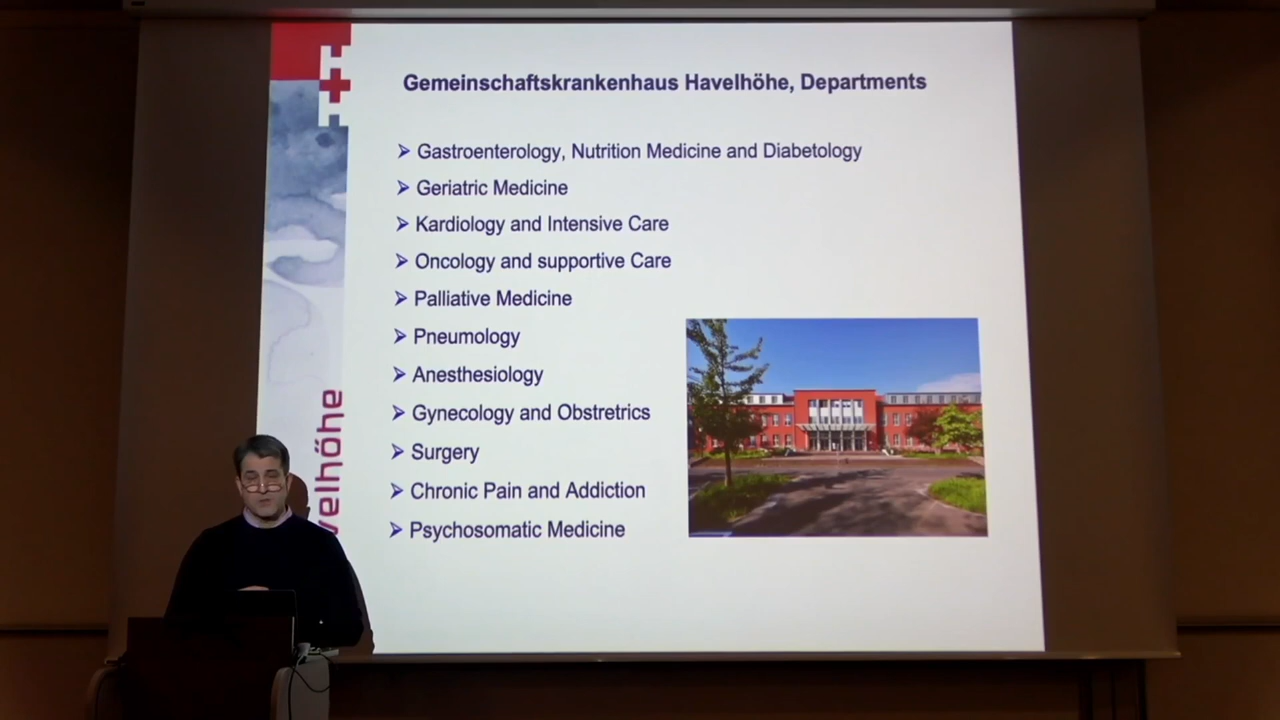 Gemeinschaftskrankenhaus Havelhöhe, Departments
Gastroenterology, Nutrition Medicine and Diabetology
Geriatric Medicine
Kardiology and Intensive Care
Oncology and supportive Care
Palliative Medicine
Pneumology
Anesthesiology
Gynecology and Obstretrics
Surgery
Chronic Pain and Addiction
Psychosomatic Medicine
velhöhe